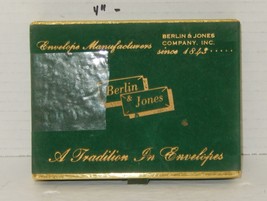 4" -
BERLIN & JONES
Envelope Manufacturers COMPANY, INC.
since 1843.....
Berlin
&
Jones
A Tradition In Envelopes